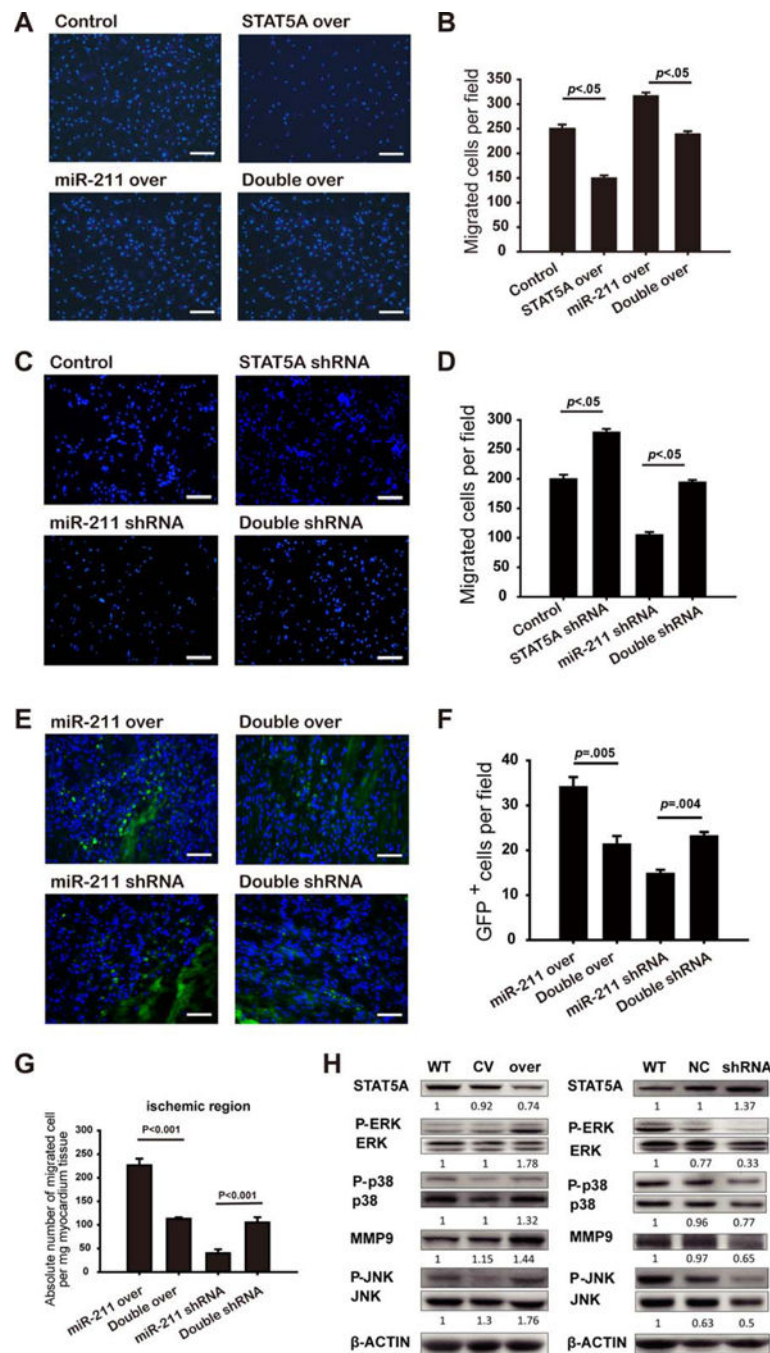 A
Control
STAT5A over
miR-211 over
Double over
B
Migrated cells per field
350
300
250
200
150
100
50
0
p<.05
p<.05
Control
STAT5A over
miR-211 over
Double over
C
Control
STAT5A shRNA
miR-211 shRNA
Double shRNA
D
Migrated cells per field
300
250
200
150
100
50
0
p<.05
p<.05
Control
STAT5A shRNA
miR-211 shRNA
Double shRNA
E
miR-211 over
Double over
miR-211 shRNA
Double shRNA
F
GFP + cells per field
40
30
20
10
0
p=.005
p=.004
miR-211 over
Double over
miR-211 shRNA
Double shRNA
G
ischemic region
Absolute number of migrated cell
per mg myocardium tissue
300
250
200
150
100
50
0
P<0.001
P<0.001
miR-211 over
Double over
miR-211 shRNA
Double shRNA
H
WT CV over
STAT5A
1 0.92 0.74
P-ERK
ERK
1 1 1.78
P-p38
p38
1 1 1.32
MMP9
1 1.15 1.44
P-JNK
JNK
1 1.3 1.76
β-ACTIN
WT NC shRNA
STAT5A
1 1 1.37
P-ERK
ERK
1 0.77 0.33
P-p38
p38
1 0.96 0.77
MMP9
1 0.97 0.65
P-JNK
JNK
1 0.63 0.5
β-ACTIN